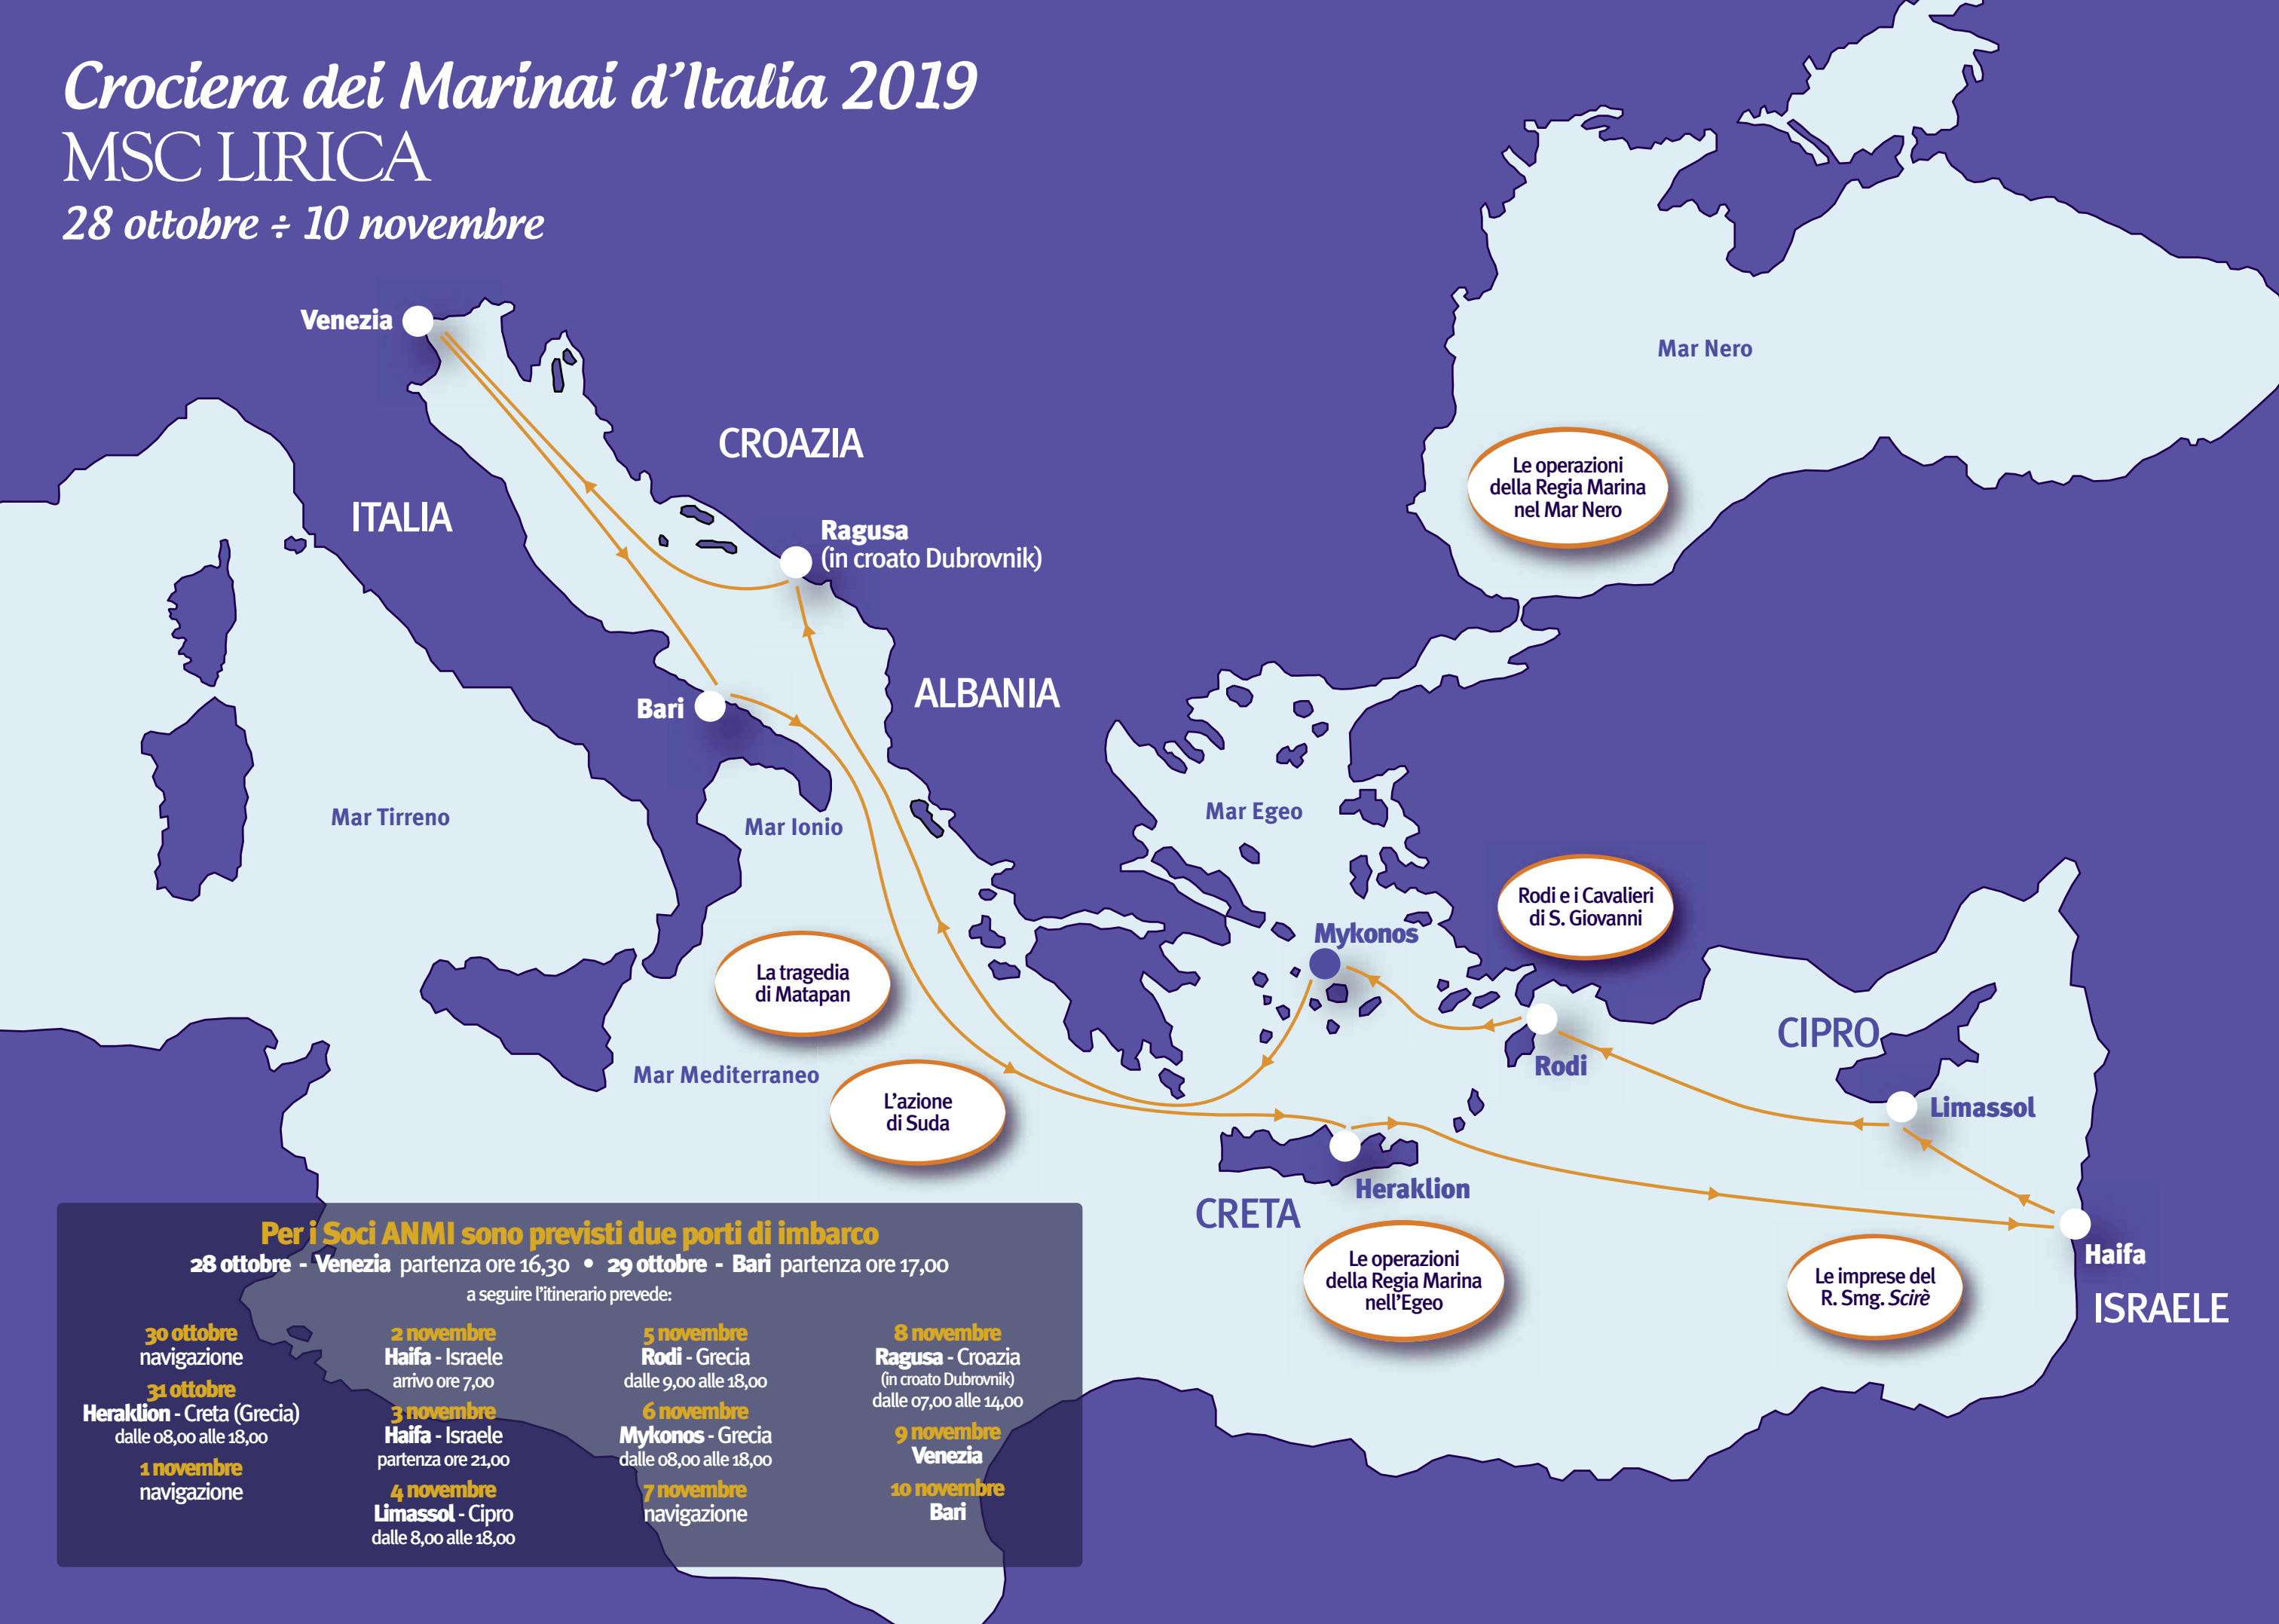 Crociera dei Marinai d'Italia 2019
MSC LIRICA
28 ottobre ÷ 10 novembre
Venezia
CROAZIA
ITALIA
Ragusa
(in croato Dubrovnik)
ALBANIA
Bari
Mar Tirreno
Mar Ionio
Mar Nero
Le operazioni
della Regia Marina
nel Mar Nero
Mar Egeo
Rodi e i Cavalieri
di S. Giovanni
Mykonos
La tragedia
di Matapan
Mar Mediterraneo
L'azione
di Suda
Rodi
CIPRO
Limassol
Heraklion
CRETA
Le operazioni
della Regia Marina
nell'Egeo
Haifa
ISRAELE
Le imprese del
R. Smg. Scirè
Per i Soci ANMI sono previsti due porti di imbarco
28 ottobre - Venezia partenza ore 16,30 • 29 ottobre - Bari partenza ore 17,00
a seguire l'itinerario prevede:
30 ottobre
navigazione
31 ottobre
Heraklion - Creta (Grecia)
dalle 08,00 alle 18,00
1 novembre
navigazione
2 novembre
Haifa - Israele
arrivo ore 7,00
3 novembre
Haifa - Israele
partenza ore 21,00
4 novembre
Limassol - Cipro
dalle 8,00 alle 18,00
5 novembre
Rodi - Grecia
dalle 9,00 alle 18,00
6 novembre
Mykonos - Grecia
dalle 08,00 alle 18,00
7 novembre
navigazione
8 novembre
Ragusa - Croazia
(in croato Dubrovnik)
dalle 07,00 alle 14,00
9 novembre
Venezia
10 novembre
Bari